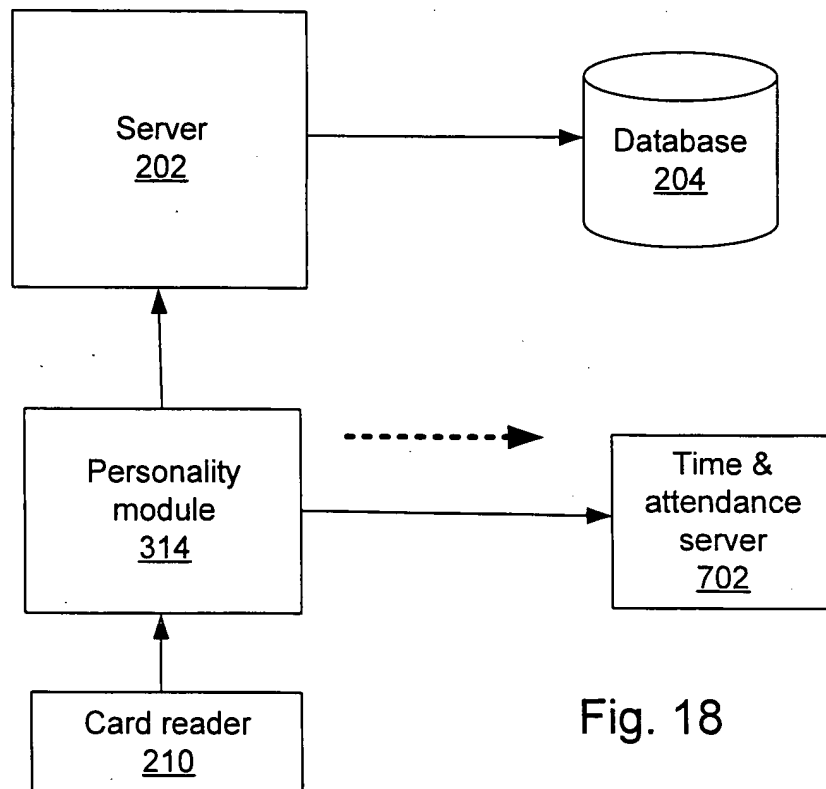 Server
202
Database
204
Personality
module
314
Time &
attendance
server
702
Card reader
210
Fig. 18